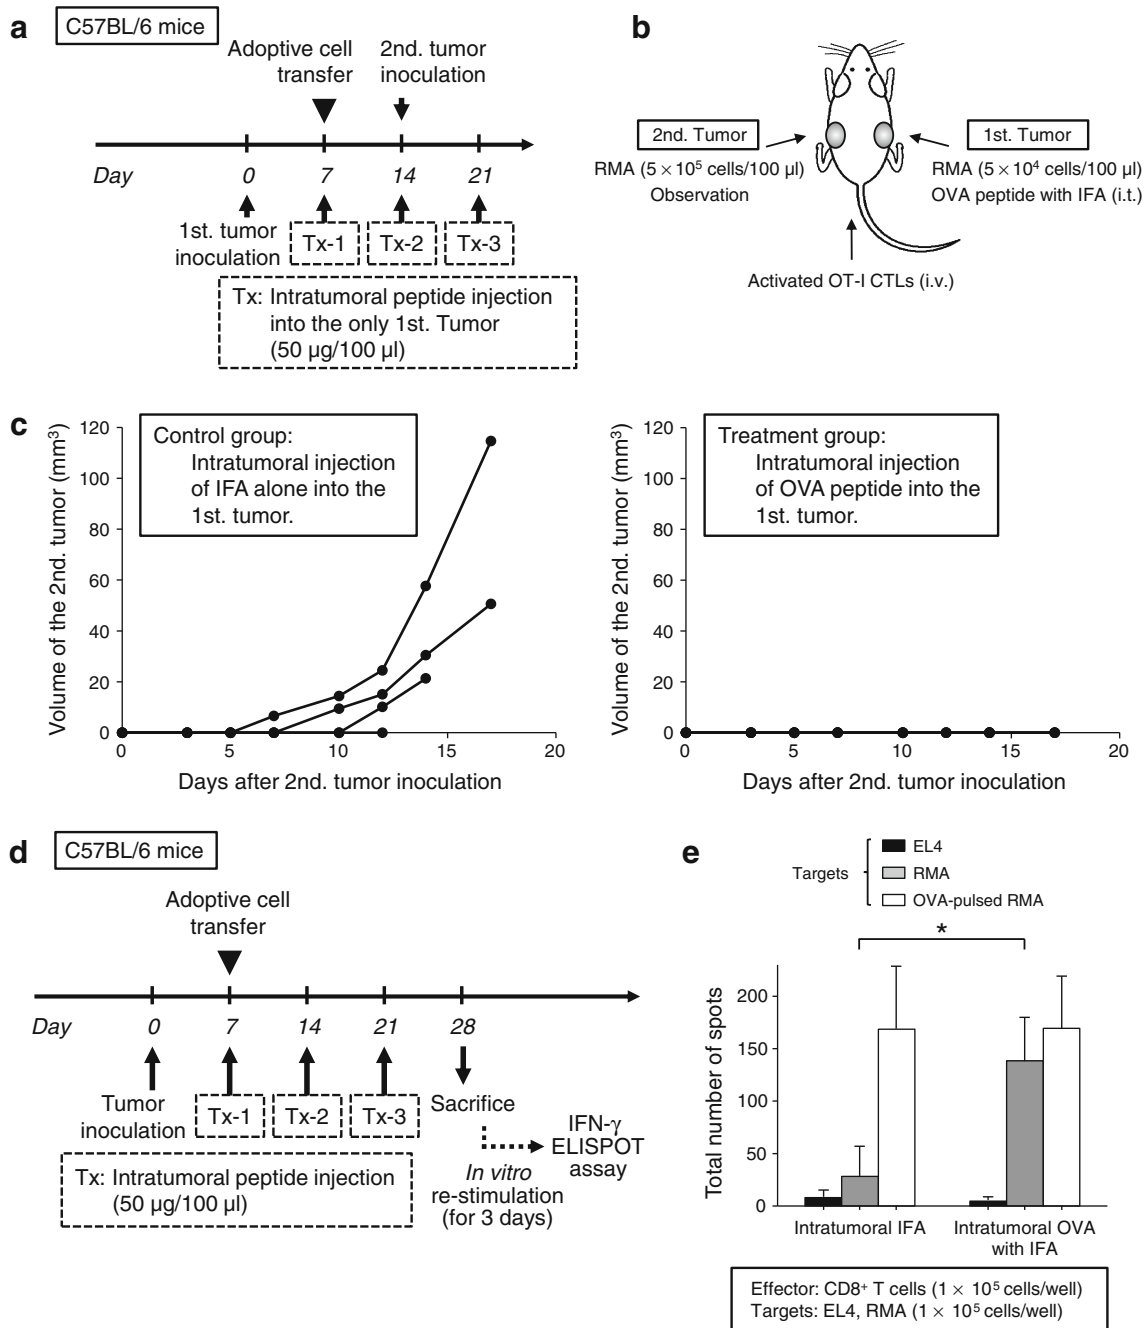 a
C57BL/6 mice
Adoptive cell
transfer
2nd. tumor
inoculation
Day
0
7
14
21
1st. tumor
inoculation
Tx-1
Tx-2
Tx-3
Tx: Intratumoral peptide injection
into the only 1st. Tumor
(50 µg/100 µl)
b
2nd. Tumor
RMA (5 × 10⁵ cells/100 µl)
Observation
1st. Tumor
RMA (5 × 10⁴ cells/100 µl)
OVA peptide with IFA (i.t.)
Activated OT-I CTLs (i.v.)
c
Volume of the 2nd. tumor (mm³)
120
100
80
60
40
20
0
Control group:
Intratumoral injection
of IFA alone into the
1st. tumor.
0
5
10
15
20
Days after 2nd. tumor inoculation
Volume of the 2nd. tumor (mm³)
120
100
80
60
40
20
0
Treatment group:
Intratumoral injection
of OVA peptide into the
1st. tumor.
0
5
10
15
20
Days after 2nd. tumor inoculation
d
C57BL/6 mice
Adoptive cell
transfer
Day
0
7
14
21
28
Tumor
inoculation
Tx-1
Tx-2
Tx-3
Sacrifice
Tx: Intratumoral peptide injection
(50 µg/100 µl)
In vitro
re-stimulation
(for 3 days)
IFN-γ
ELISPOT
assay
e
Targets
EL4
RMA
OVA-pulsed RMA
*
Total number of spots
200
150
100
50
0
Intratumoral IFA
Intratumoral OVA
with IFA
Effector: CD8⁺ T cells (1 × 10⁵ cells/well)
Targets: EL4, RMA (1 × 10⁵ cells/well)